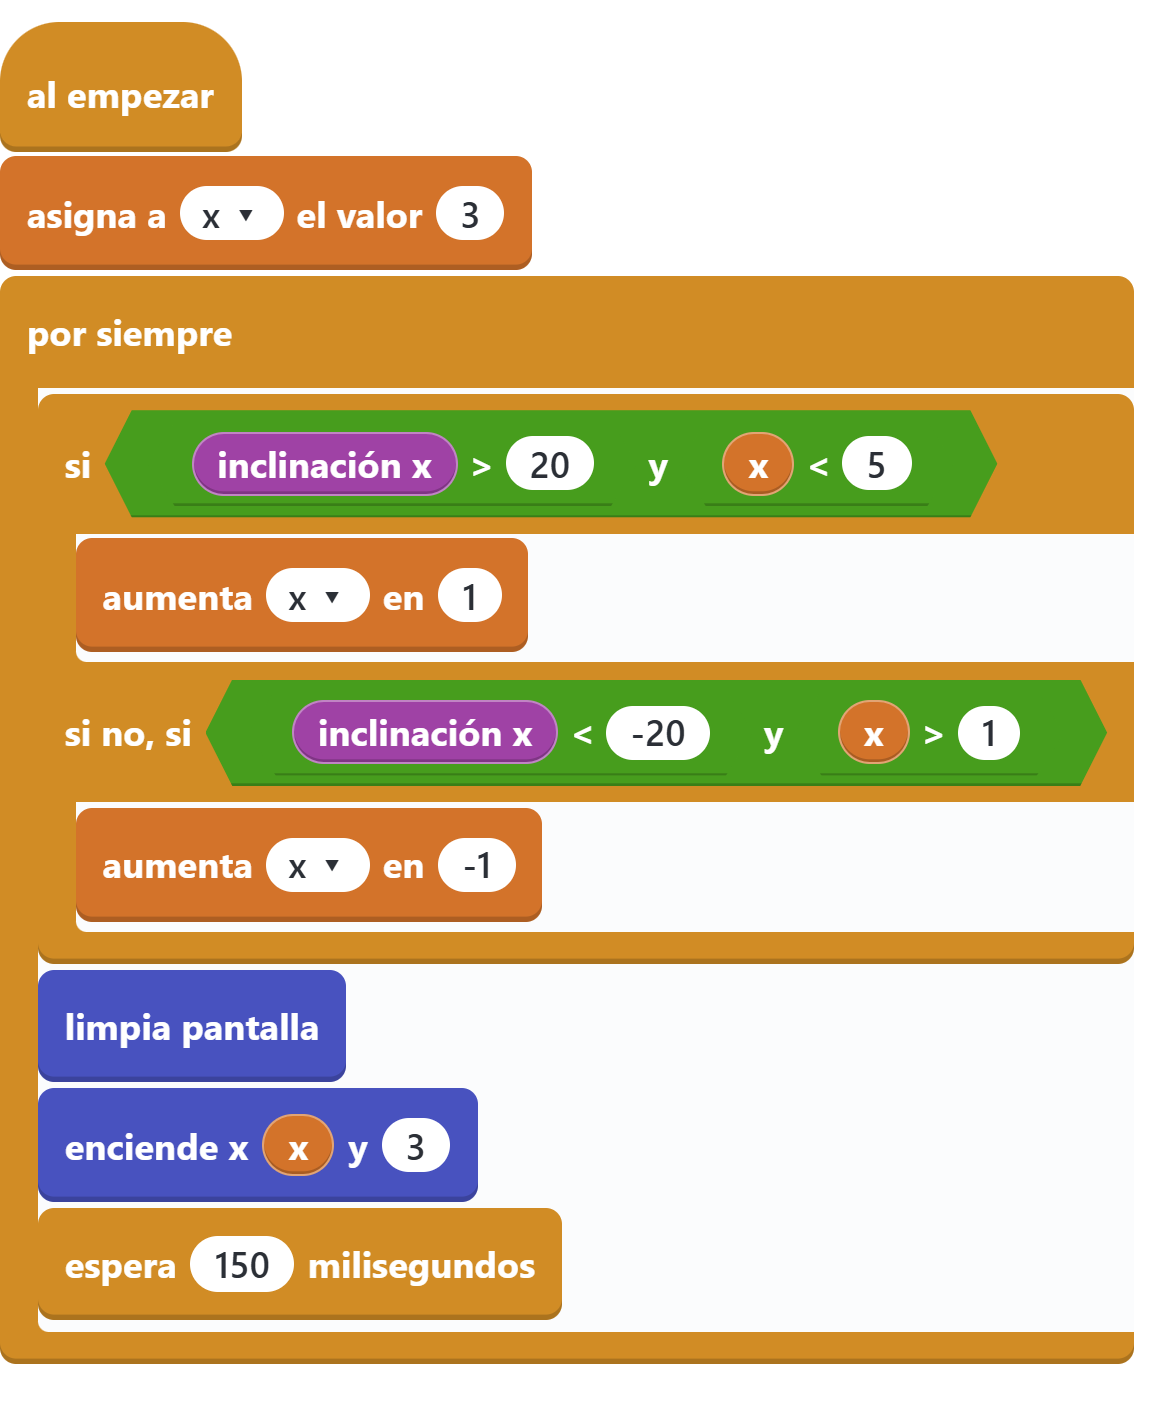 al empezar
asigna a x ▼ el valor 3
por siempre
si inclinación x > 20 y x < 5
aumenta x ▼ en 1
si no, si inclinación x < -20 y x > 1
aumenta x ▼ en -1
limpia pantalla
enciende x x y 3
espera 150 milisegundos